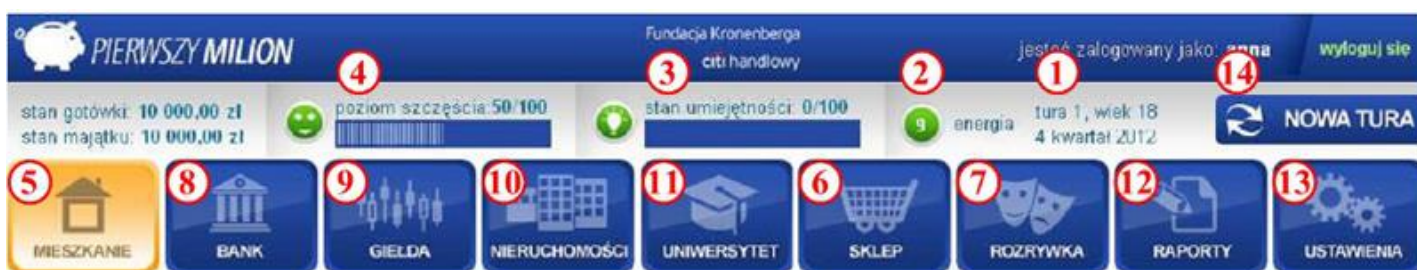 PIERWSZY MILION
Fundacja Kronenberga
citi handlowy
jesteś zalogowany jako: anna
wyloguj się
4
3
2
1
14
stan gotówki: 10 000,00 zł
stan majątku: 10 000,00 zł
poziom szczęścia:50/100
stan umiejętności: 0/100
9
energia
tura 1, wiek 18
4 kwartał 2012
NOWA TURA
5
8
9
10
11
6
7
12
13
MIESZKANIE
BANK
GIEŁDA
NIERUCHOMOŚCI
UNIWERSYTET
SKLEP
ROZRYWKA
RAPORTY
USTAWIENIA